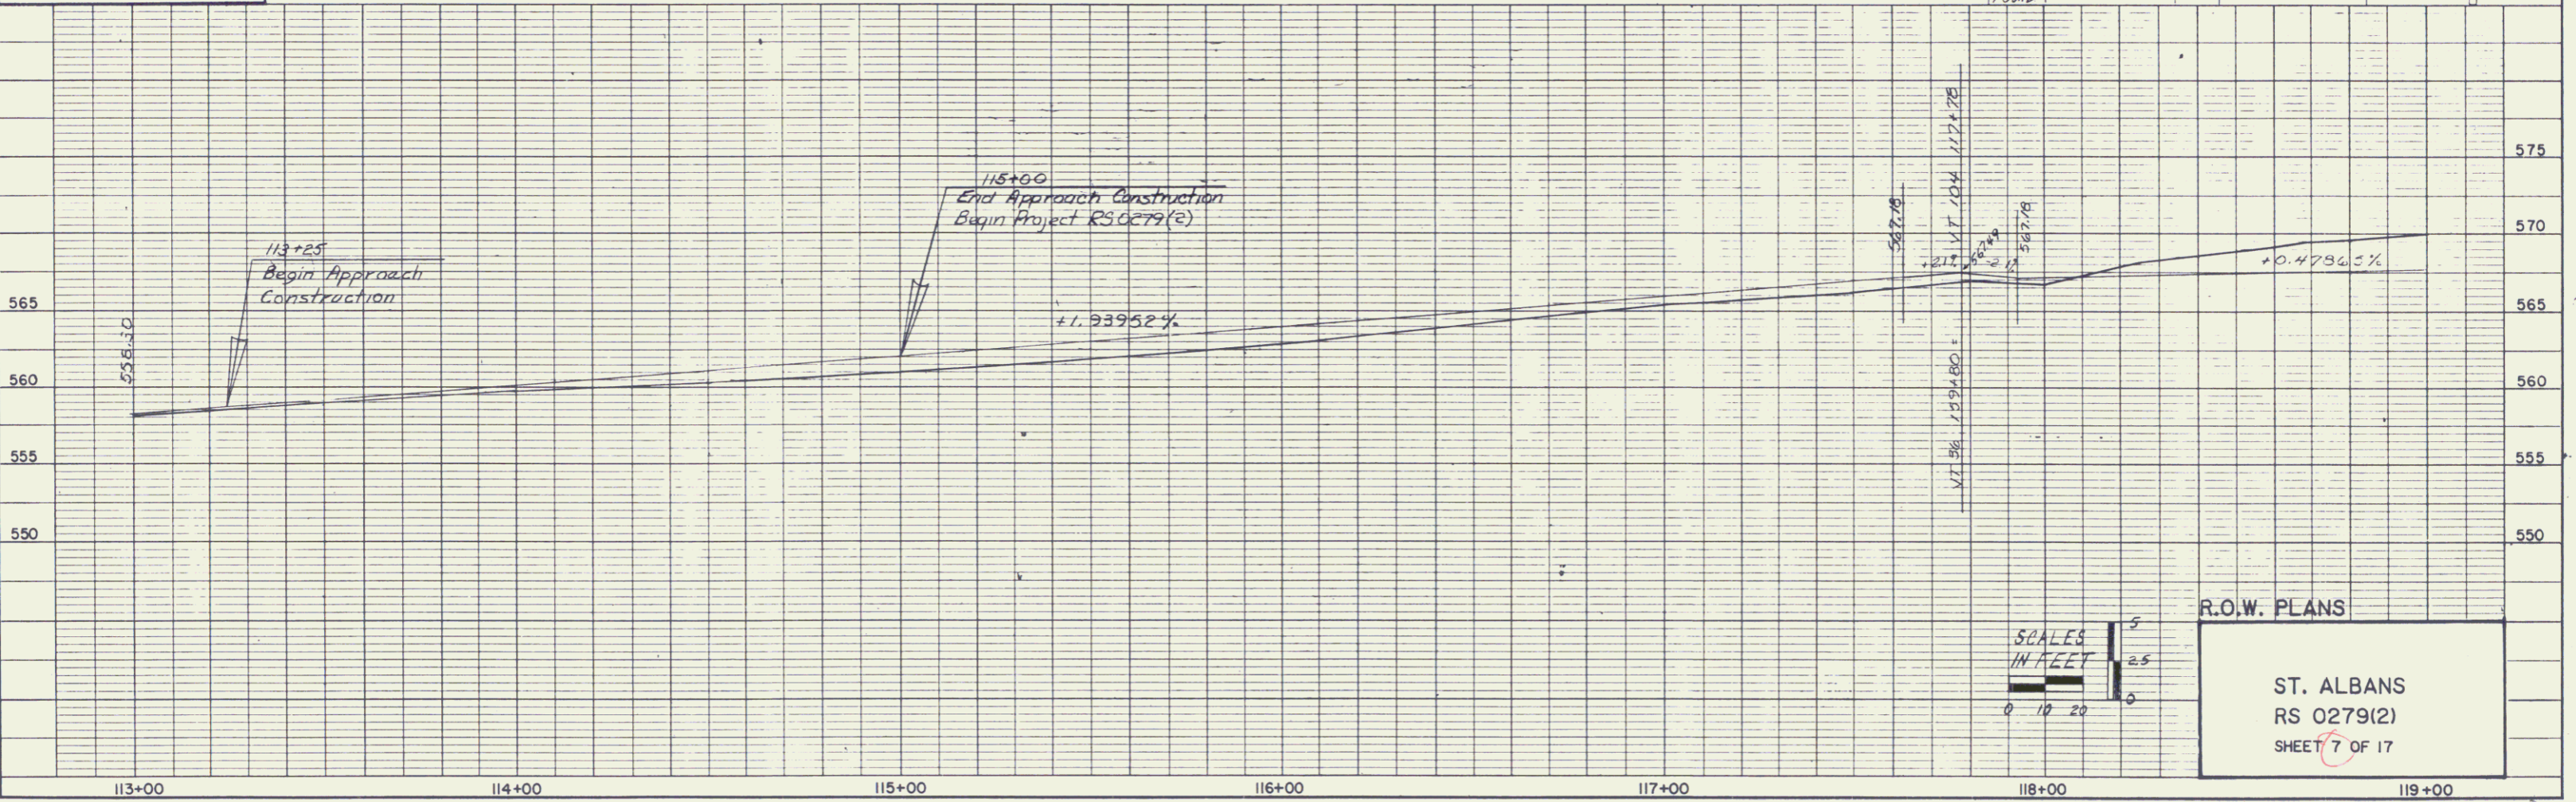 575
570
565
560
555
550
565
560
555
550
558.30
113+25
Begin Approach
Construction
115+00
End Approach Construction
Begin Project RS0279(2)
+1.93952%
567.18
VT 36 159+80 = VT 104 117+78
+2.1%
567.49
-2.1%
567.18
SCALES
IN FEET
5
2.5
0
0 10 20
R.O.W. PLANS
ST. ALBANS
RS 0279(2)
SHEET 7 OF 17
113+00 114+00 115+00 116+00 117+00 118+00 119+00